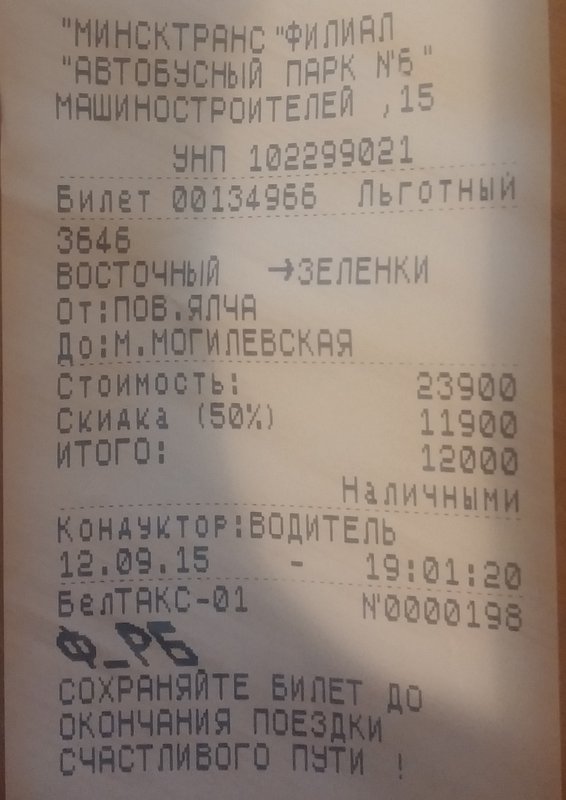 "МИНСКТРАНС"ФИЛИАЛ
"АВТОБУСНЫЙ ПАРК №6"
МАШИНОСТРОИТЕЛЕЙ ,15
УНП 102299021
Билет 00134966 Льготный
3646
ВОСТОЧНЫЙ →ЗЕЛЕНКИ
От:ПОВ.ЯЛЧА
До:М.МОГИЛЕВСКАЯ
Стоимость: 23900
Скидка (50%) 11900
ИТОГО: 12000
Наличными
Кондуктор:ВОДИТЕЛЬ
12.09.15 - 19:01:20
БелТАКС-01 №0000198
Ф_РБ
СОХРАНЯЙТЕ БИЛЕТ ДО
ОКОНЧАНИЯ ПОЕЗДКИ
СЧАСТЛИВОГО ПУТИ !